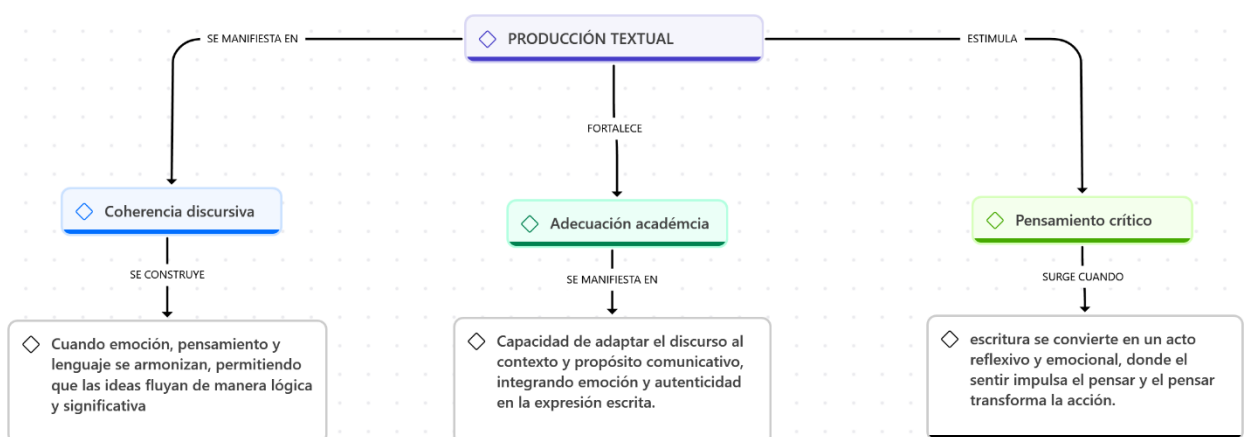 PRODUCCIÓN TEXTUAL
SE MANIFIESTA EN
FORTALECE
ESTIMULA
Coherencia discursiva
Adecuación académcia
Pensamiento crítico
SE CONSTRUYE
SE MANIFIESTA EN
SURGE CUANDO
Cuando emoción, pensamiento y
lenguaje se armonizan, permitiendo
que las ideas fluyan de manera lógica
y significativa
Capacidad de adaptar el discurso al
contexto y propósito comunicativo,
integrando emoción y autenticidad
en la expresión escrita.
escritura se convierte en un acto
reflexivo y emocional, donde el
sentir impulsa el pensar y el pensar
transforma la acción.